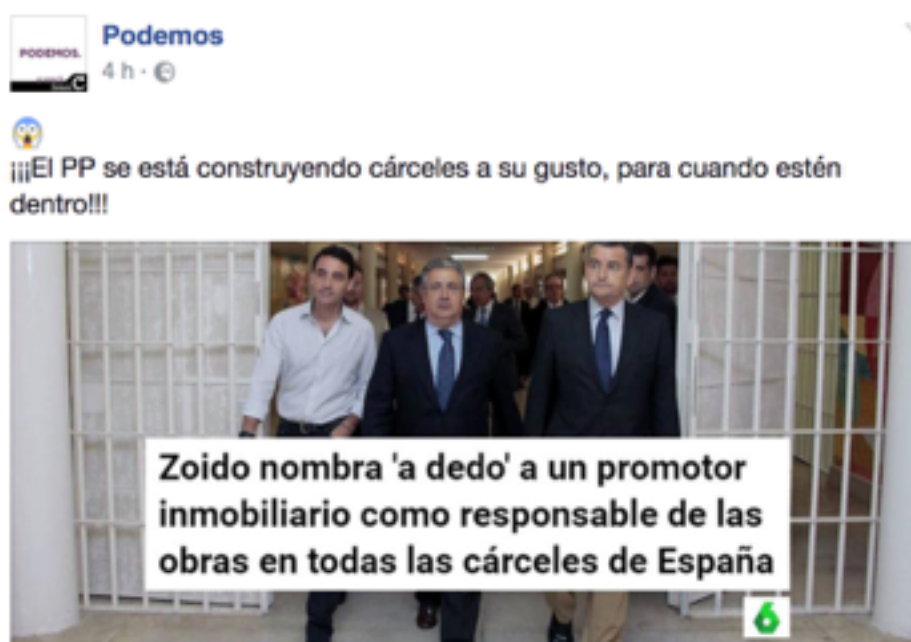 PODEMOS.
Podemos
4 h ·
¡¡¡El PP se está construyendo cárceles a su gusto, para cuando estén
dentro!!!
Zoido nombra 'a dedo' a un promotor
inmobiliario como responsable de las
obras en todas las cárceles de España
6